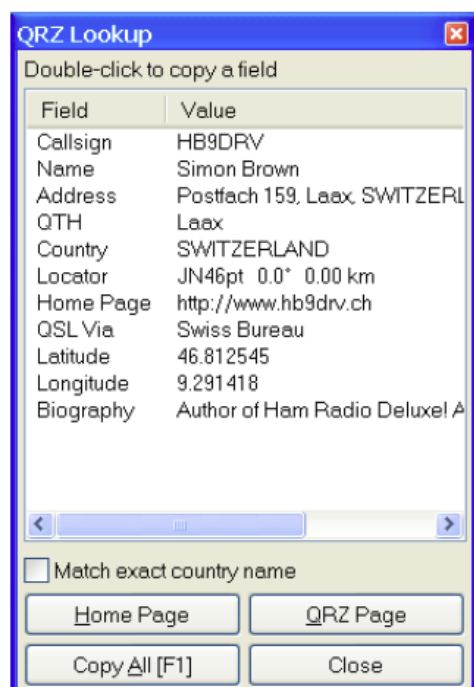 QRZ Lookup
Double-click to copy a field
Field Value
Callsign HB9DRV
Name Simon Brown
Address Postfach 159, Laax, SWITZERL
QTH Laax
Country SWITZERLAND
Locator JN46pt 0.0° 0.00 km
Home Page http://www.hb9drv.ch
QSL Via Swiss Bureau
Latitude 46.812545
Longitude 9.291418
Biography Author of Ham Radio Deluxe! A
Match exact country name
Home Page QRZ Page
Copy All [F1] Close